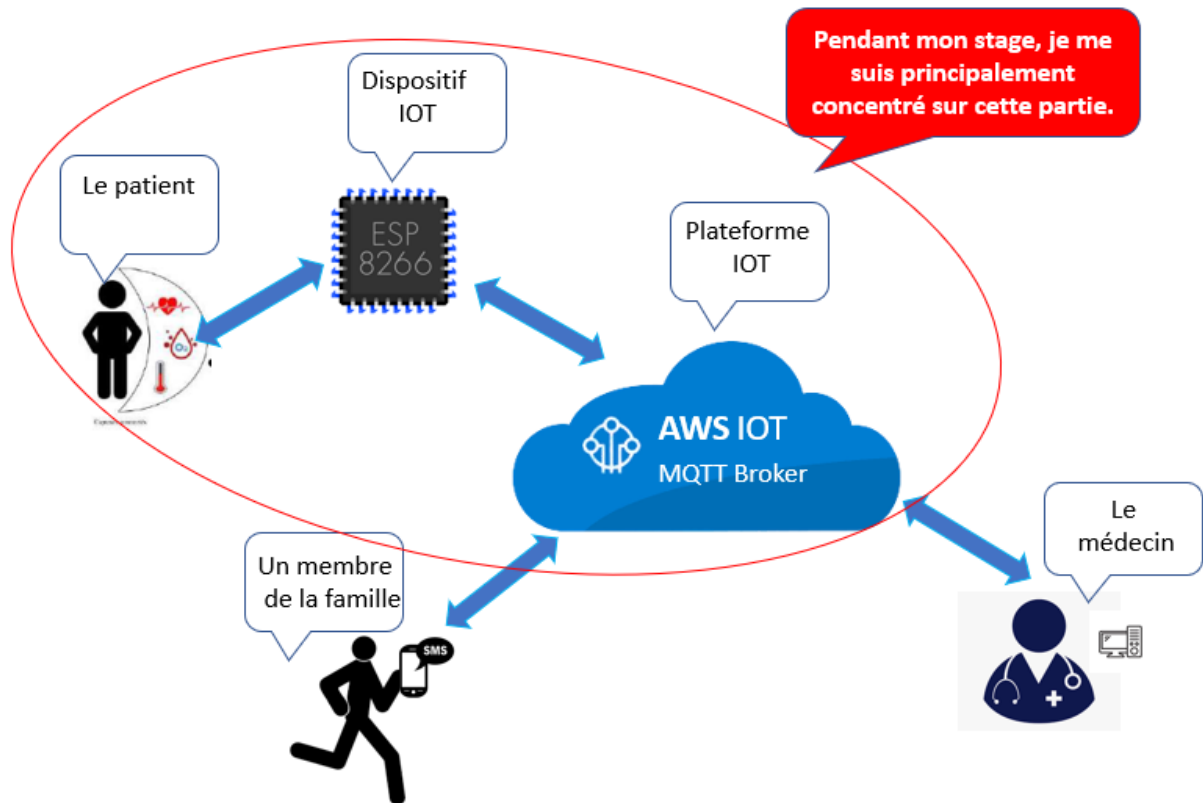 Pendant mon stage, je me
suis principalement
concentré sur cette partie.
Dispositif
IOT
Le patient
ESP
8266
Plateforme
IOT
O₂
AWS IOT
MQTT Broker
Un membre
de la famille
SMS
Le
médecin